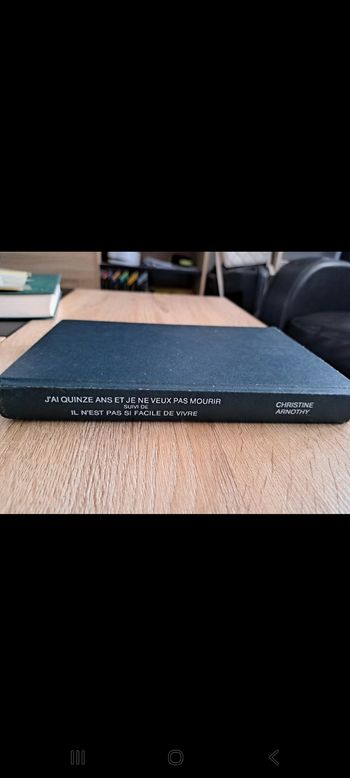 J'AI QUINZE ANS ET JE NE VEUX PAS MOURIR
SUIVI DE
IL N'EST PAS SI FACILE DE VIVRE
CHRISTINE
ARNOTHY